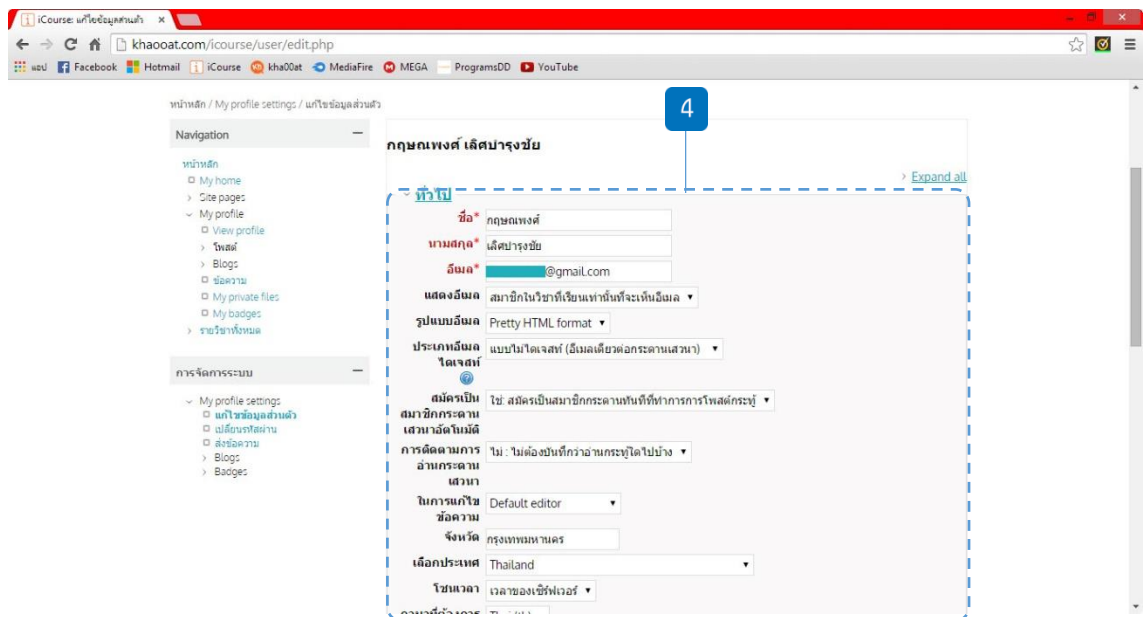 iCourse: แก้ไขข้อมูลส่วนตัว
khaooat.com/icourse/user/edit.php
แอป Facebook Hotmail iCourse kha00at MediaFire MEGA ProgramsDD YouTube
หน้าหลัก / My profile settings / แก้ไขข้อมูลส่วนตัว
4
Navigation
หน้าหลัก
My home
Site pages
My profile
View profile
โพสต์
Blogs
ข้อความ
My private files
My badges
รายวิชาทั้งหมด
การจัดการระบบ
My profile settings
แก้ไขข้อมูลส่วนตัว
เปลี่ยนรหัสผ่าน
ส่งข้อความ
Blogs
Badges
กฤษณพงศ์ เลิศบำรุงชัย
Expand all
ทั่วไป
ชื่อ* กฤษณพงศ์
นามสกุล* เลิศบำรุงชัย
อีเมล* @gmail.com
แสดงอีเมล สมาชิกในวิชาที่เรียนเท่านั้นที่จะเห็นอีเมล
รูปแบบอีเมล Pretty HTML format
ประเภทอีเมล แบบไม่ไดเจสท์ (อีเมลเดียวต่อกระดานเสวนา)
ไดเจสท์
สมัครเป็น ใช่: สมัครเป็นสมาชิกกระดานทันทีที่ทำการการโพสต์กระทู้
สมาชิกกระดาน
เสวนาอัตโนมัติ
การติดตามการ ไม่ : ไม่ต้องบันทึกว่าอ่านกระทู้ใดไปบ้าง
อ่านกระดาน
เสวนา
ในการแก้ไข Default editor
ข้อความ
จังหวัด กรุงเทพมหานคร
เลือกประเทศ Thailand
โซนเวลา เวลาของเซิร์ฟเวอร์
ภาษาที่ต้องการ